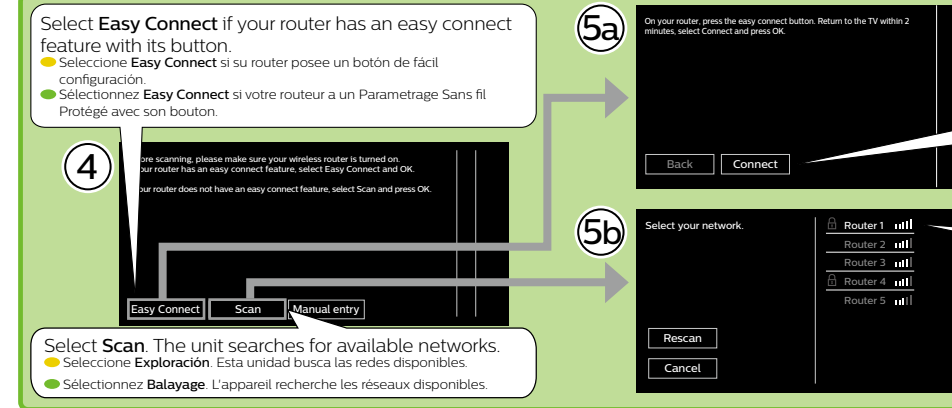 Select Easy Connect if your router has an easy connect
feature with its button.
Seleccione Easy Connect si su router posee un botón de fácil
configuración.
Sélectionnez Easy Connect si votre routeur a un Parametrage Sans fil
Protégé avec son bouton.
4
scanning, please make sure your wireless router is turned on.
router has an easy connect feature, select Easy Connect and OK.
router does not have an easy connect feature, select Scan and press OK.
Easy Connect
Scan
Manual entry
Select Scan. The unit searches for available networks.
Seleccione Exploración. Esta unidad busca las redes disponibles.
Sélectionnez Balayage. L'appareil recherche les réseaux disponibles.
5a
On your router, press the easy connect button. Return to the TV within 2
minutes, select Connect and press OK.
Back
Connect
5b
Select your network.
Router 1
Router 2
Router 3
Router 4
Router 5
Rescan
Cancel